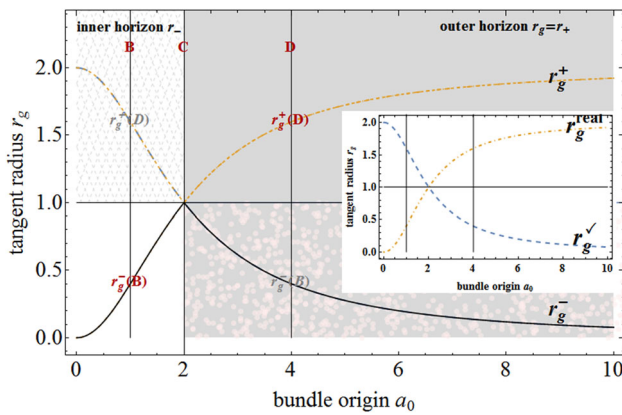 inner horizon r₋
outer horizon r_g=r₊
B
C
D
r_g⁺
r_g⁺(D)
r_g⁺(D)
r_g⁻(B)
r_g⁻(B)
r_g⁻
tangent radius r_g
2.0
1.5
1.0
0.5
0.0
0
2
4
6
8
10
bundle origin a₀
r_g^real
r_g^✓
tangent radius r_g
2.0
1.5
1.0
0.5
0.0
0
2
4
6
8
10
bundle origin a₀